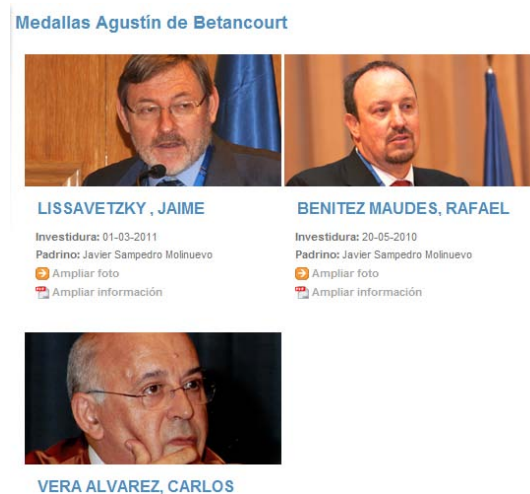 Medallas Agustín de Betancourt
LISSAVETZKY , JAIME
Investidura: 01-03-2011
Padrino: Javier Sampedro Molinuevo
Ampliar foto
Ampliar información
BENITEZ MAUDES, RAFAEL
Investidura: 20-05-2010
Padrino: Javier Sampedro Molinuevo
Ampliar foto
Ampliar información
VERA ALVAREZ, CARLOS